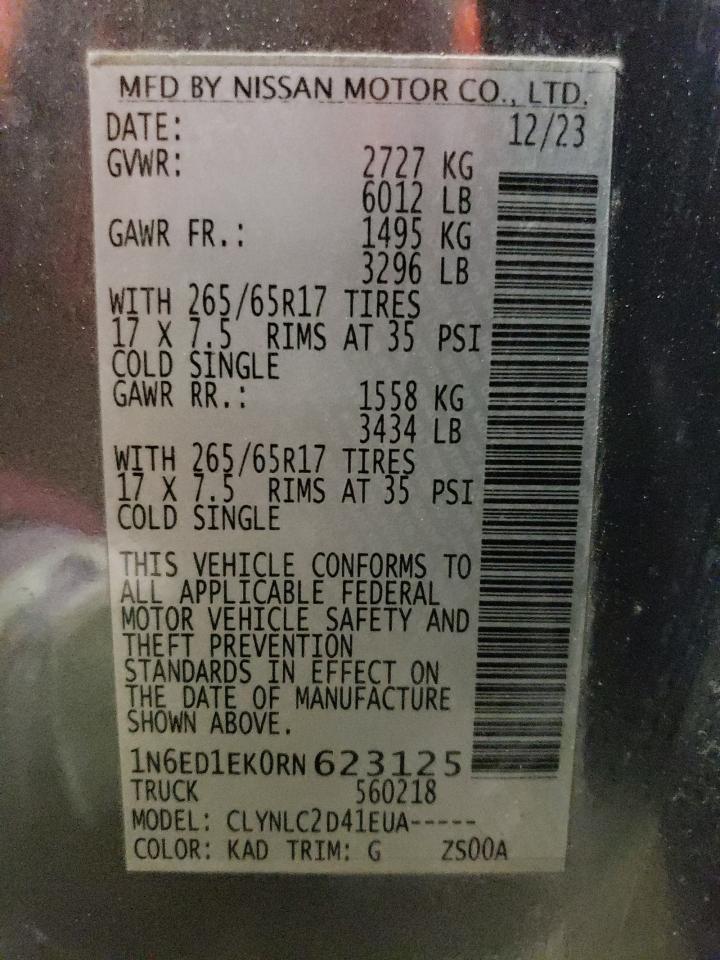 MFD BY NISSAN MOTOR CO., LTD.
DATE: 12/23
GVWR: 2727 KG
6012 LB
GAWR FR.: 1495 KG
3296 LB
WITH 265/65R17 TIRES
17 X 7.5 RIMS AT 35 PSI
COLD SINGLE
GAWR RR.: 1558 KG
3434 LB
WITH 265/65R17 TIRES
17 X 7.5 RIMS AT 35 PSI
COLD SINGLE
THIS VEHICLE CONFORMS TO
ALL APPLICABLE FEDERAL
MOTOR VEHICLE SAFETY AND
THEFT PREVENTION
STANDARDS IN EFFECT ON
THE DATE OF MANUFACTURE
SHOWN ABOVE.
1N6ED1EK0RN 623125
TRUCK 560218
MODEL: CLYNLC2D41EUA-----
COLOR: KAD TRIM: G ZS00A